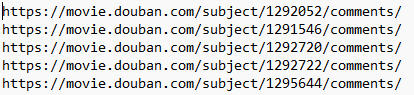 https://movie.douban.com/subject/1292052/comments/
https://movie.douban.com/subject/1291546/comments/
https://movie.douban.com/subject/1292720/comments/
https://movie.douban.com/subject/1292722/comments/
https://movie.douban.com/subject/1295644/comments/